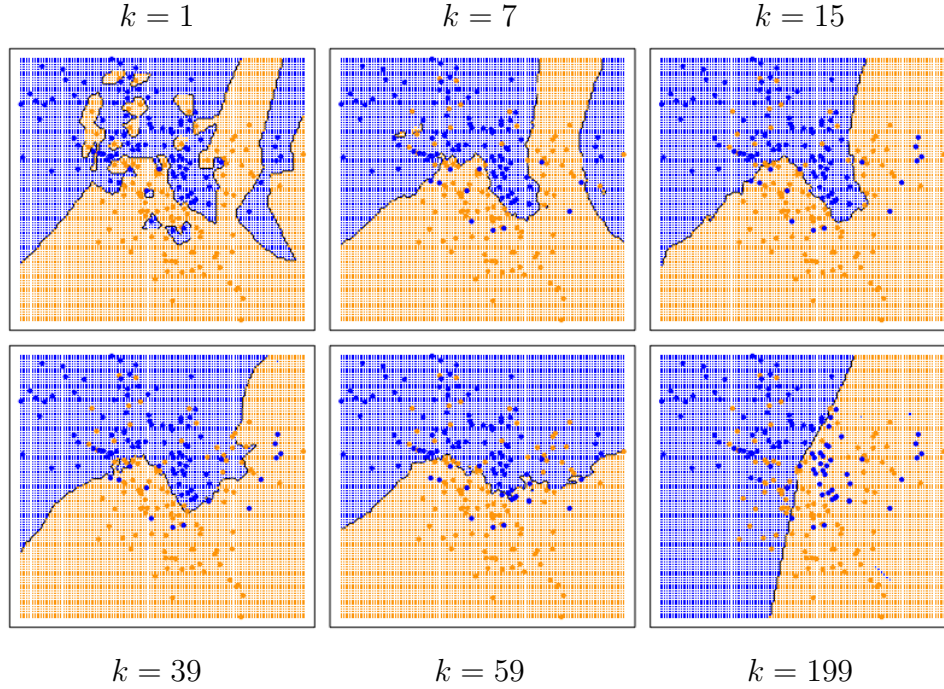 k = 1 k = 7 k = 15
k = 39 k = 59 k = 199